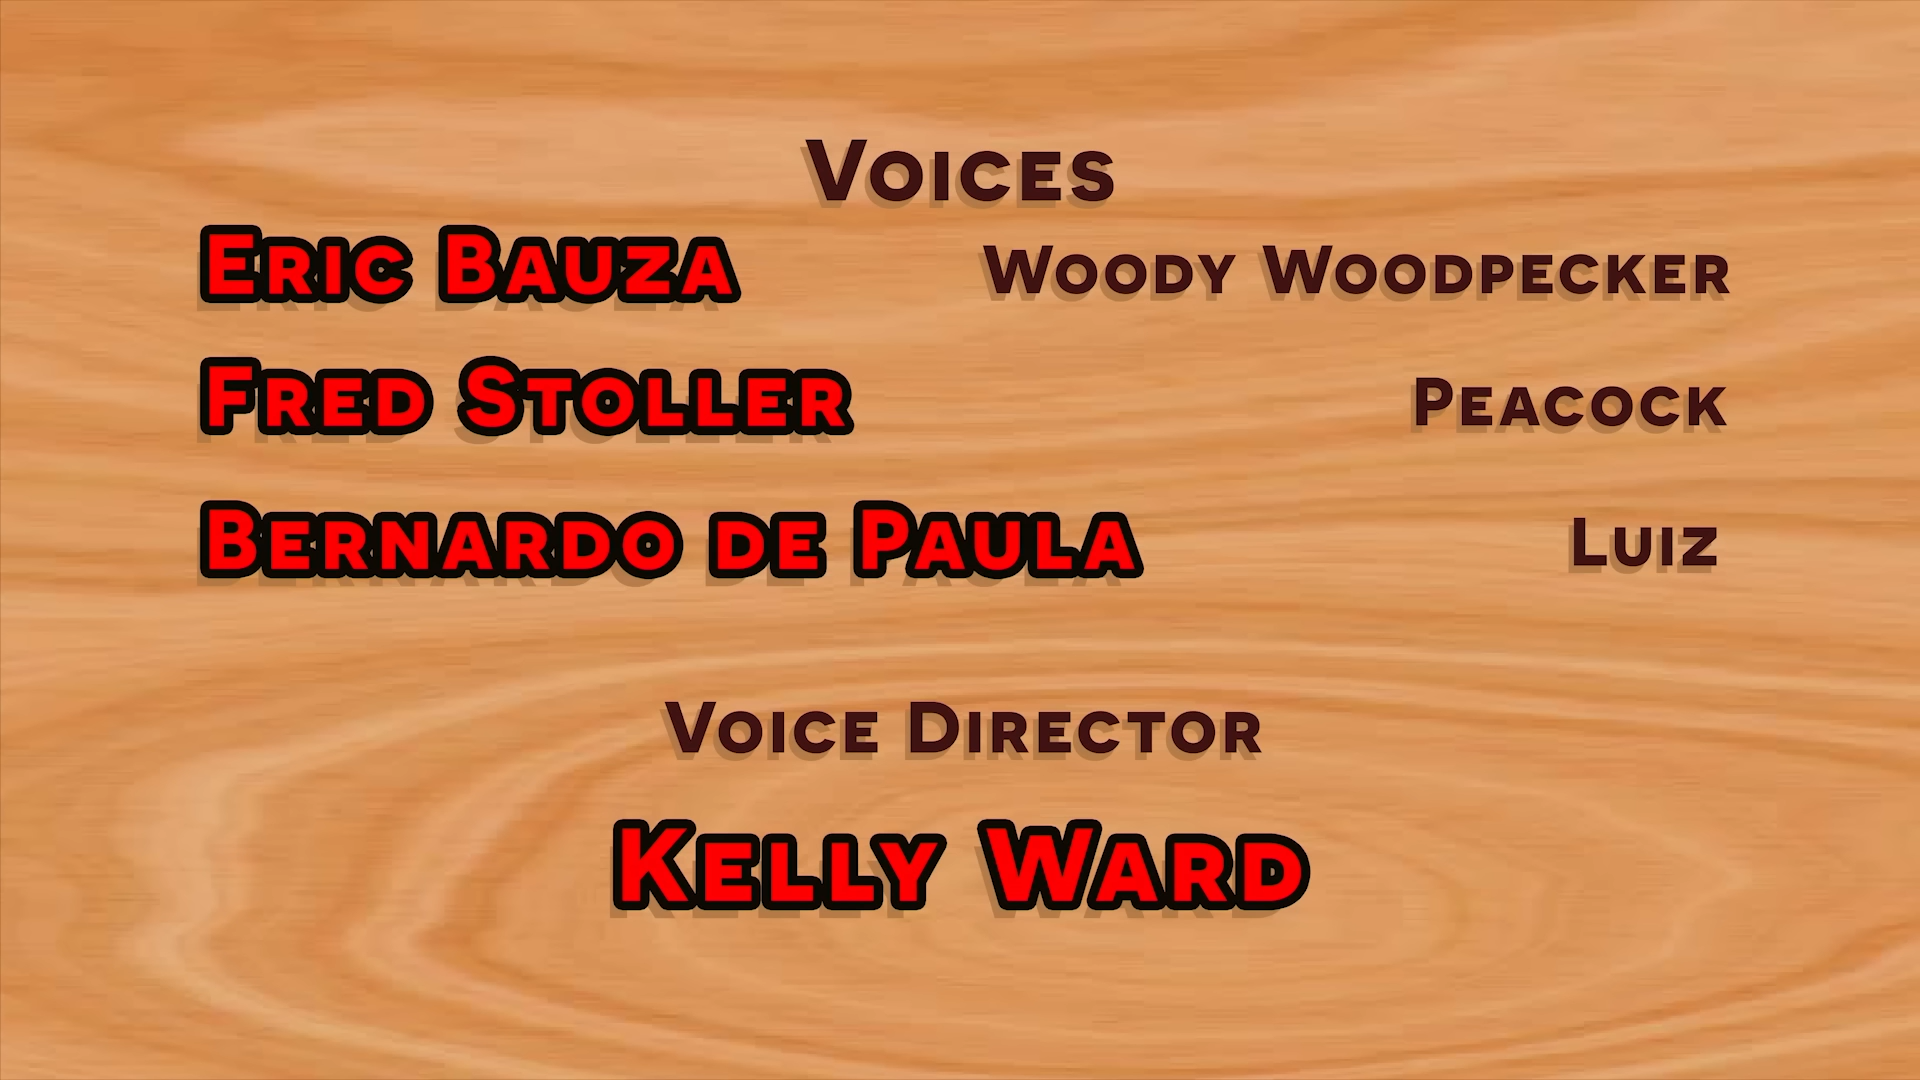 Voices
Eric Bauza Woody Woodpecker
Fred Stoller Peacock
Bernardo de Paula Luiz
Voice Director
Kelly Ward